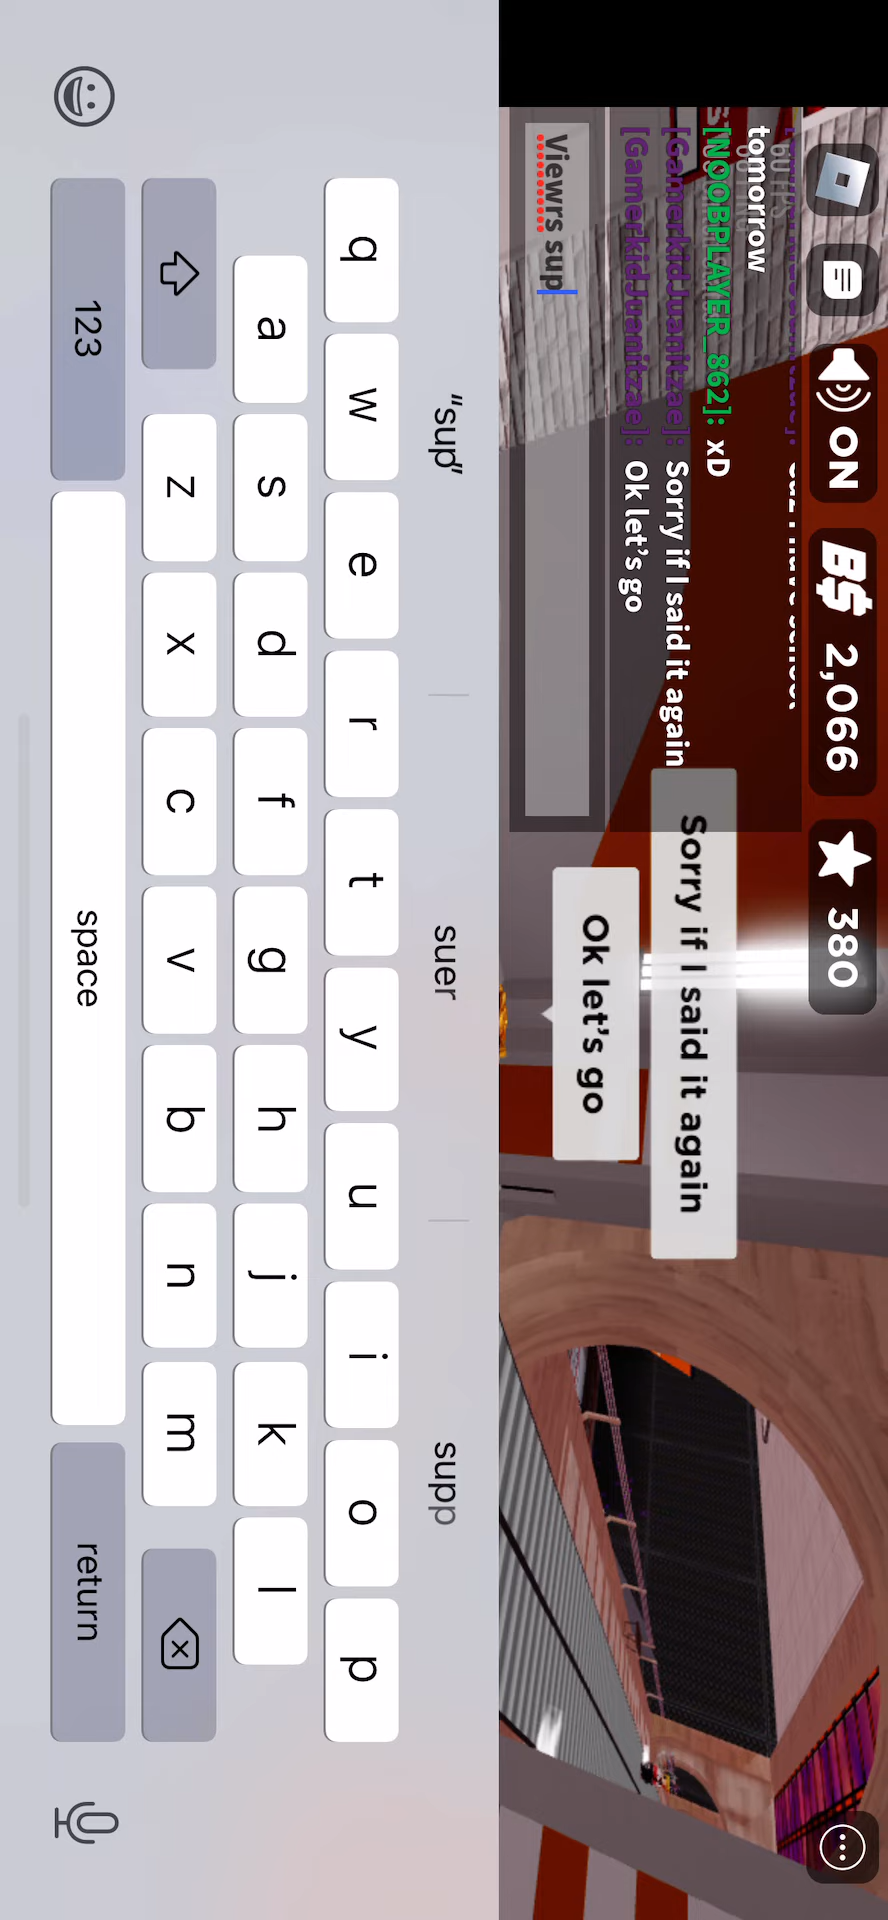 ON
B$ 2,066
380
tomorrow
[NOOBPLAYER_862]: xD
[GamerkidJuanitzae]: Sorry if I said it again
[GamerkidJuanitzae]: Ok let's go
Viewrs sup
Sorry if I said it again
Ok let's go
"sup" suer supp
q w e r t y u i o p
a s d f g h j k l
z x c v b n m
123 space return